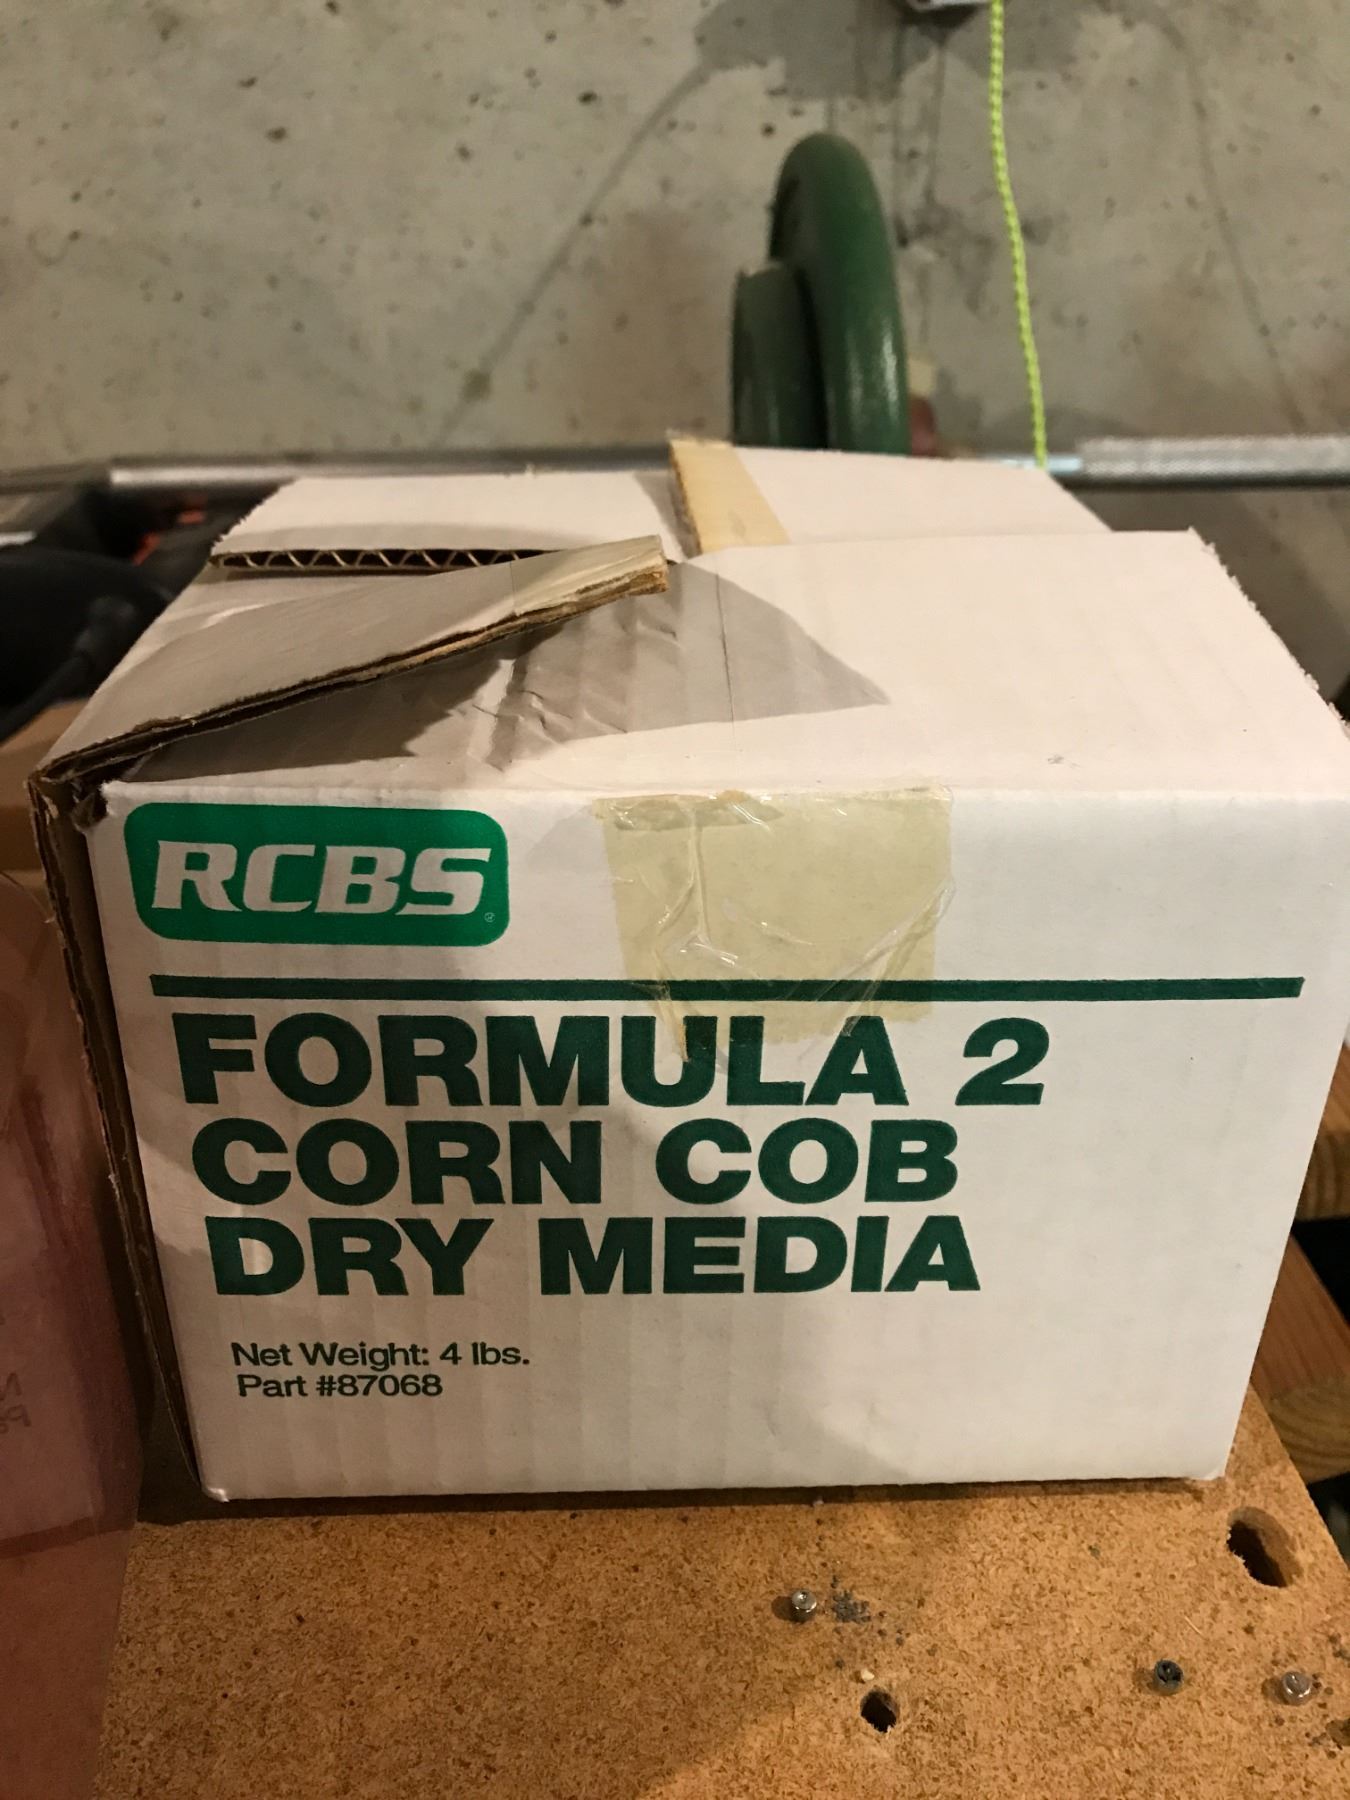 RCBS
FORMULA 2
CORN COB
DRY MEDIA
Net Weight: 4 lbs.
Part #87068